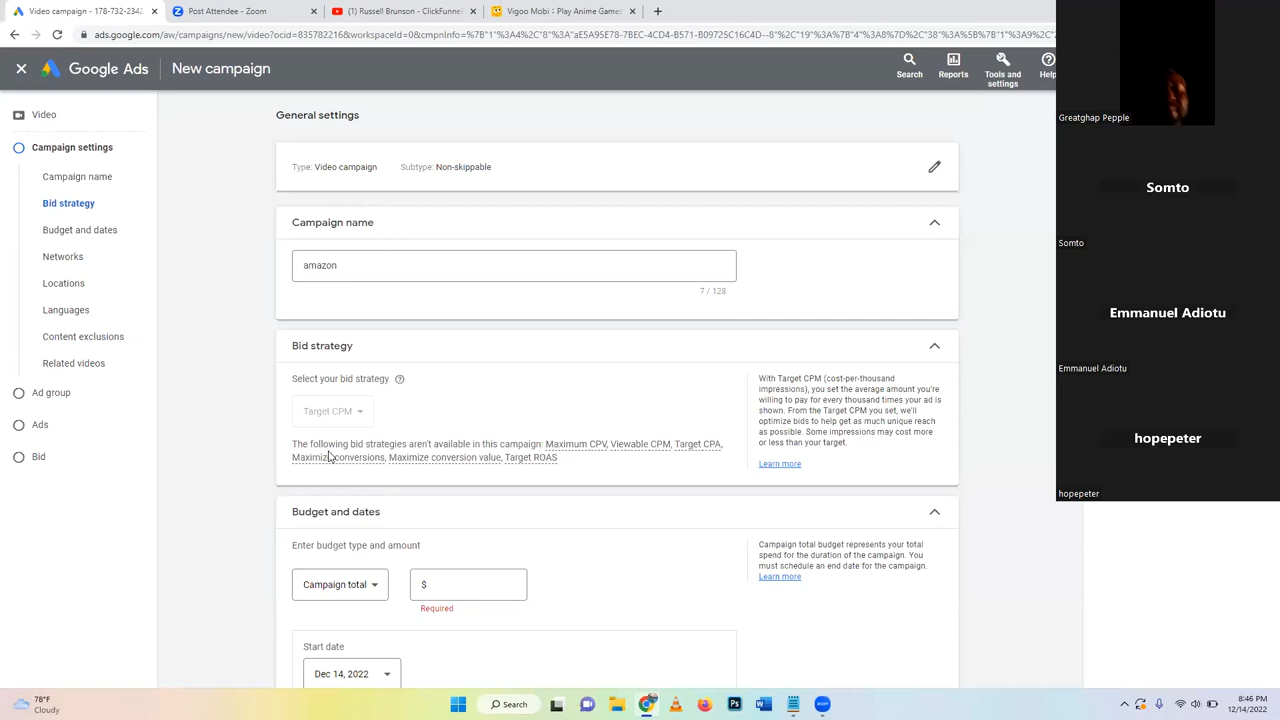 Video campaign - 178-732-2342
Post Attendee - Zoom
(1) Russell Brunson - ClickFunnel
Vigoo Mobi : Play Anime Games
ads.google.com/aw/campaigns/new/video?ocid=835782216&workspaceId=0&cmpnInfo=%7B"1"%3A4%2C"8"%3A"aE5A95E78-7BEC-4CD4-B571-B09725C16C4D--8"%2C"19"%3A%7B"4"%3A8%7D%2C"38"%3A%5B%7B"1"%3A9%2C"
Google Ads
New campaign
Search
Reports
Tools and
settings
Help
Video
Campaign settings
Campaign name
Bid strategy
Budget and dates
Networks
Locations
Languages
Content exclusions
Related videos
Ad group
Ads
Bid
General settings
Type: Video campaign
Subtype: Non-skippable
Campaign name
amazon
7 / 128
Bid strategy
Select your bid strategy
Target CPM
The following bid strategies aren't available in this campaign: Maximum CPV, Viewable CPM, Target CPA,
Maximize conversions, Maximize conversion value, Target ROAS
With Target CPM (cost-per-thousand
impressions), you set the average amount you're
willing to pay for every thousand times your ad is
shown. From the Target CPM you set, we'll
optimize bids to help get as much unique reach
as possible. Some impressions may cost more
or less than your target.
Learn more
Budget and dates
Enter budget type and amount
Campaign total
$
Required
Campaign total budget represents your total
spend for the duration of the campaign. You
must schedule an end date for the campaign.
Learn more
Start date
Dec 14, 2022
Greatghap Pepple
Somto
Somto
Emmanuel Adiotu
Emmanuel Adiotu
hopepeter
hopepeter
78°F
Cloudy
Search
8:46 PM
12/14/2022